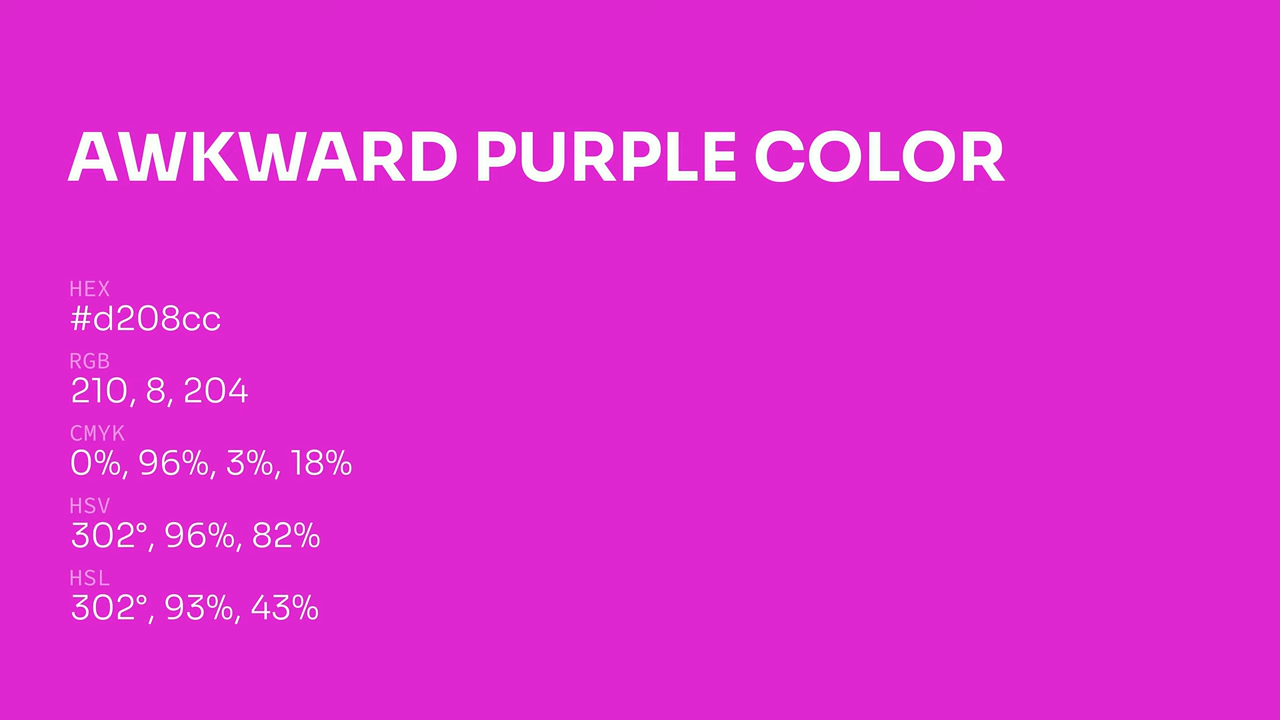 AWKWARD PURPLE COLOR
HEX
#d208cc
RGB
210, 8, 204
CMYK
0%, 96%, 3%, 18%
HSV
302°, 96%, 82%
HSL
302°, 93%, 43%